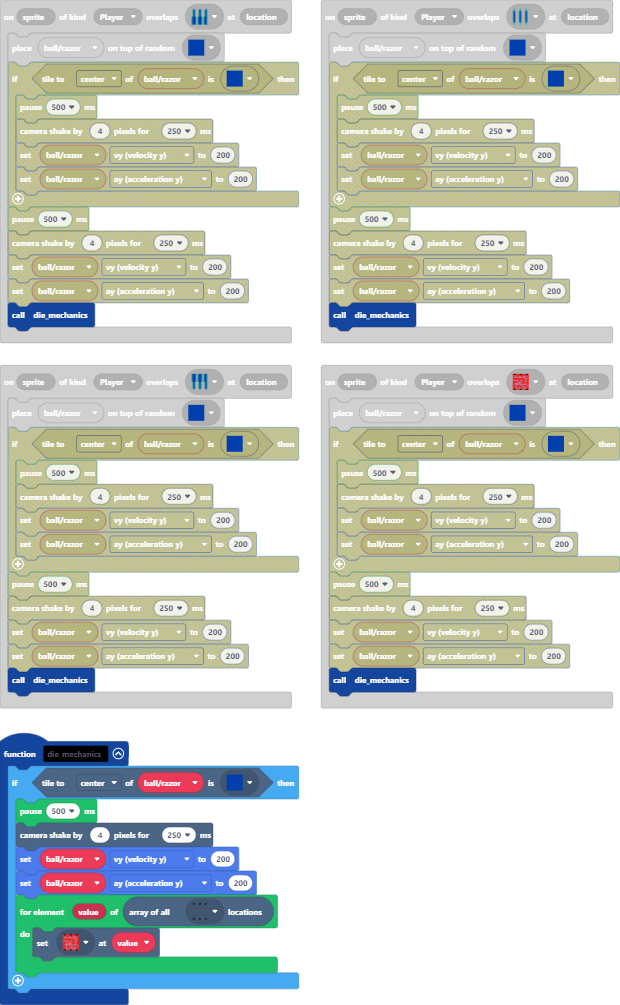 on sprite of kind Player overlaps at location
place ball/razor on top of random
if tile to center of ball/razor is then
pause 500 ms
camera shake by 4 pixels for 250 ms
set ball/razor vy (velocity y) to 200
set ball/razor ay (acceleration y) to 200
pause 500 ms
camera shake by 4 pixels for 250 ms
set ball/razor vy (velocity y) to 200
set ball/razor ay (acceleration y) to 200
call die_mechanics
on sprite of kind Player overlaps at location
place ball/razor on top of random
if tile to center of ball/razor is then
pause 500 ms
camera shake by 4 pixels for 250 ms
set ball/razor vy (velocity y) to 200
set ball/razor ay (acceleration y) to 200
pause 500 ms
camera shake by 4 pixels for 250 ms
set ball/razor vy (velocity y) to 200
set ball/razor ay (acceleration y) to 200
call die_mechanics
on sprite of kind Player overlaps at location
place ball/razor on top of random
if tile to center of ball/razor is then
pause 500 ms
camera shake by 4 pixels for 250 ms
set ball/razor vy (velocity y) to 200
set ball/razor ay (acceleration y) to 200
pause 500 ms
camera shake by 4 pixels for 250 ms
set ball/razor vy (velocity y) to 200
set ball/razor ay (acceleration y) to 200
call die_mechanics
on sprite of kind Player overlaps at location
place ball/razor on top of random
if tile to center of ball/razor is then
pause 500 ms
camera shake by 4 pixels for 250 ms
set ball/razor vy (velocity y) to 200
set ball/razor ay (acceleration y) to 200
pause 500 ms
camera shake by 4 pixels for 250 ms
set ball/razor vy (velocity y) to 200
set ball/razor ay (acceleration y) to 200
call die_mechanics
function die mechanics
if tile to center of ball/razor is then
pause 500 ms
camera shake by 4 pixels for 250 ms
set ball/razor vy (velocity y) to 200
set ball/razor ay (acceleration y) to 200
for element value of array of all locations
do
set at value